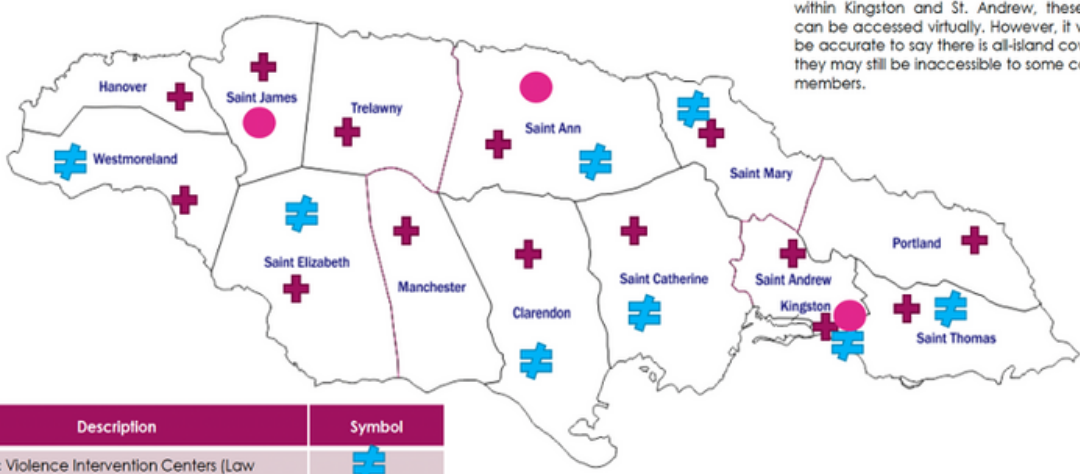 within Kingston and St. Andrew, these
can be accessed virtually. However, it
be accurate to say there is all-island
they may still be inaccessible to some
members.
Hanover
Saint James
Trelawny
Saint Ann
Westmoreland
Saint Mary
Portland
Saint Elizabeth
Manchester
Clarendon
Saint Catherine
Saint Andrew
Kingston
Saint Thomas
Description Symbol
Violence Intervention Centers (Law